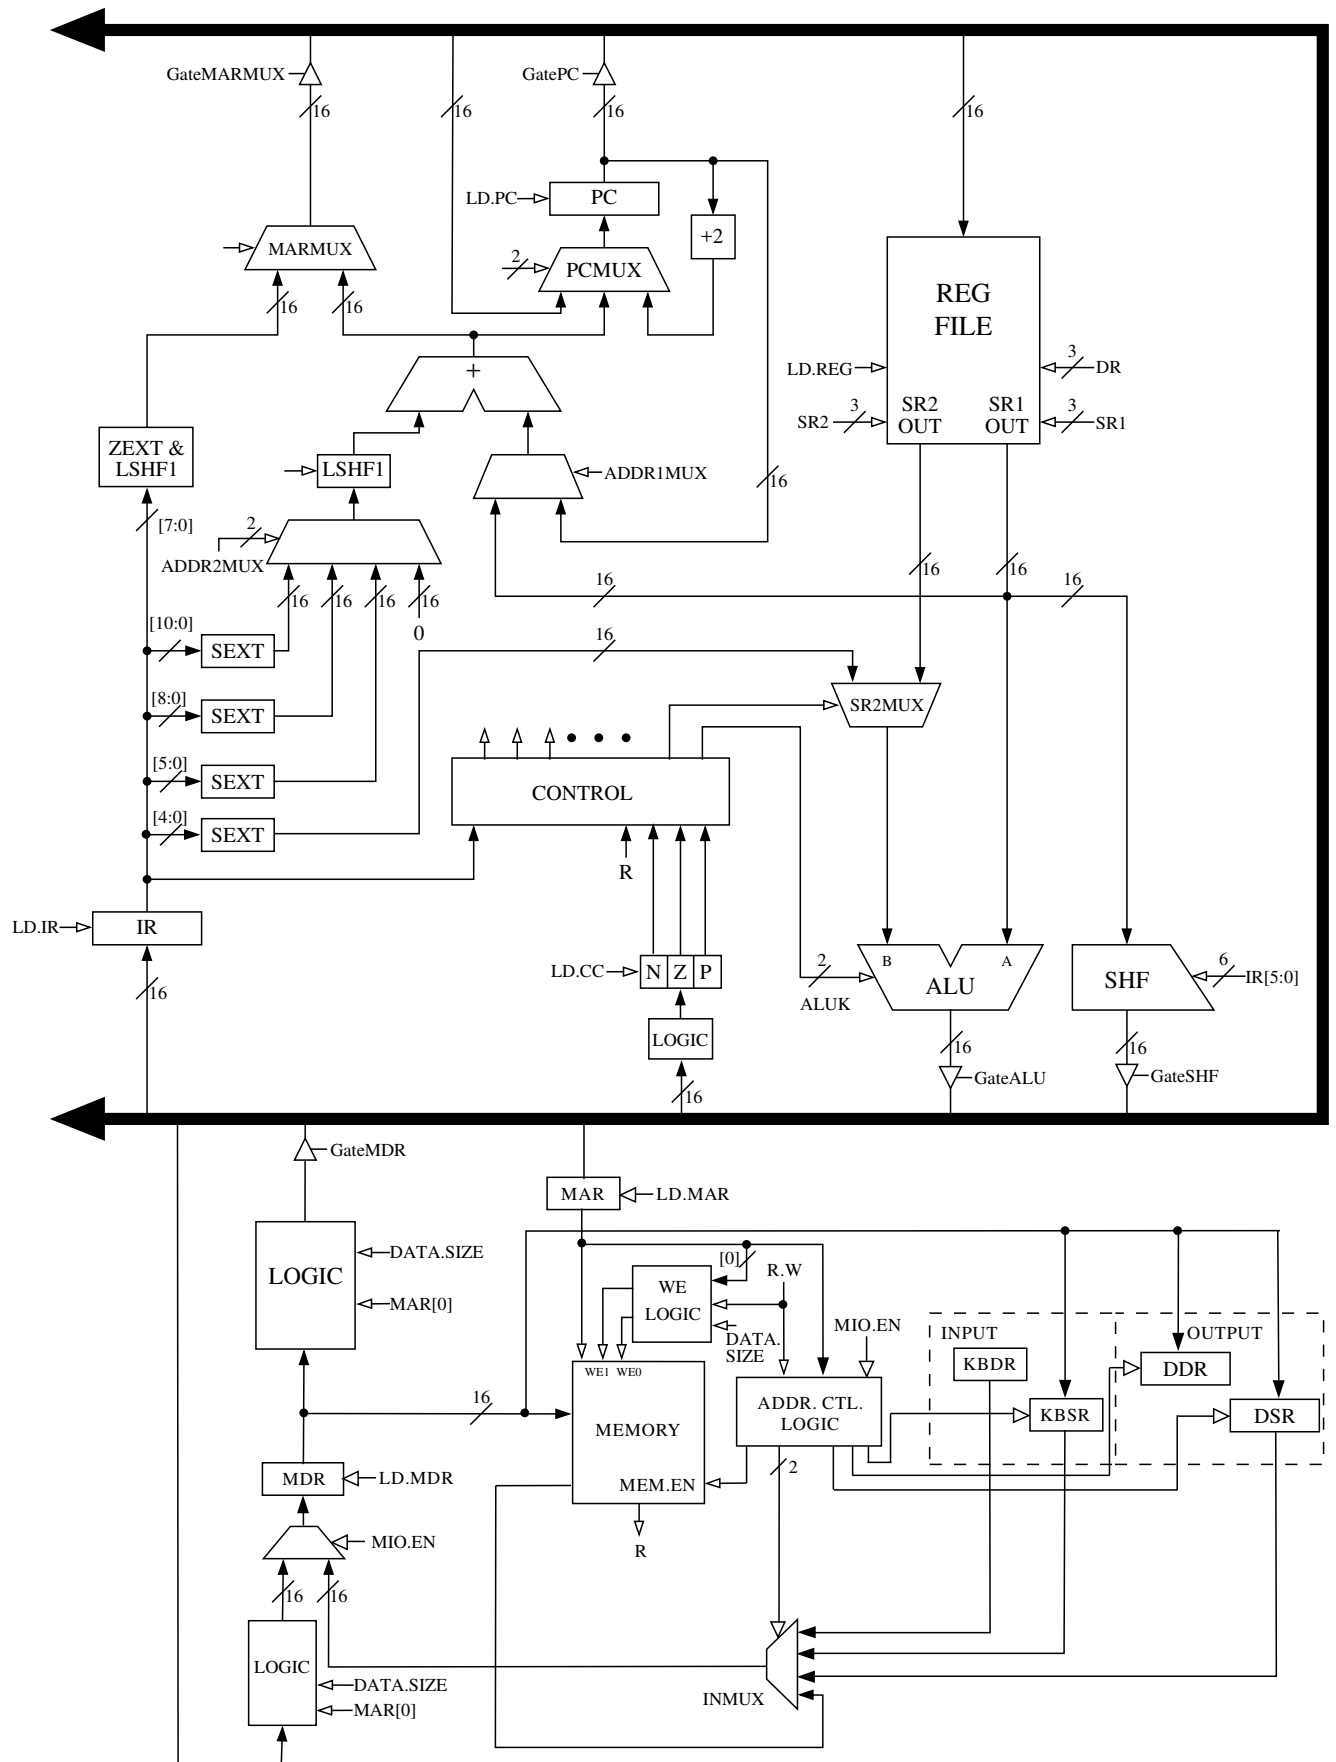 GateMARMUX
GatePC
16
16
16
16
LD.PC
PC
+2
MARMUX
2
PCMUX
16
16
REG
FILE
+
LD.REG
3
DR
SR2
3
SR2
OUT
SR1
OUT
3
SR1
ZEXT &
LSHF1
LSHF1
ADDR1MUX
16
[7:0]
2
ADDR2MUX
16
16
16
16
0
16
16
16
16
[10:0]
SEXT
16
[8:0]
SEXT
SR2MUX
[5:0]
SEXT
CONTROL
[4:0]
SEXT
R
LD.IR
IR
16
LD.CC
N
Z
P
2
ALUK
B
A
ALU
SHF
6
IR[5:0]
LOGIC
16
16
16
GateALU
GateSHF
GateMDR
MAR
LD.MAR
LOGIC
DATA.SIZE
MAR[0]
[0]
R.W
WE
LOGIC
DATA.
SIZE
MIO.EN
INPUT
OUTPUT
KBDR
DDR
WE1
WE0
16
MEMORY
ADDR. CTL.
LOGIC
KBSR
DSR
MDR
LD.MDR
MEM.EN
2
MIO.EN
R
16
16
LOGIC
DATA.SIZE
MAR[0]
INMUX